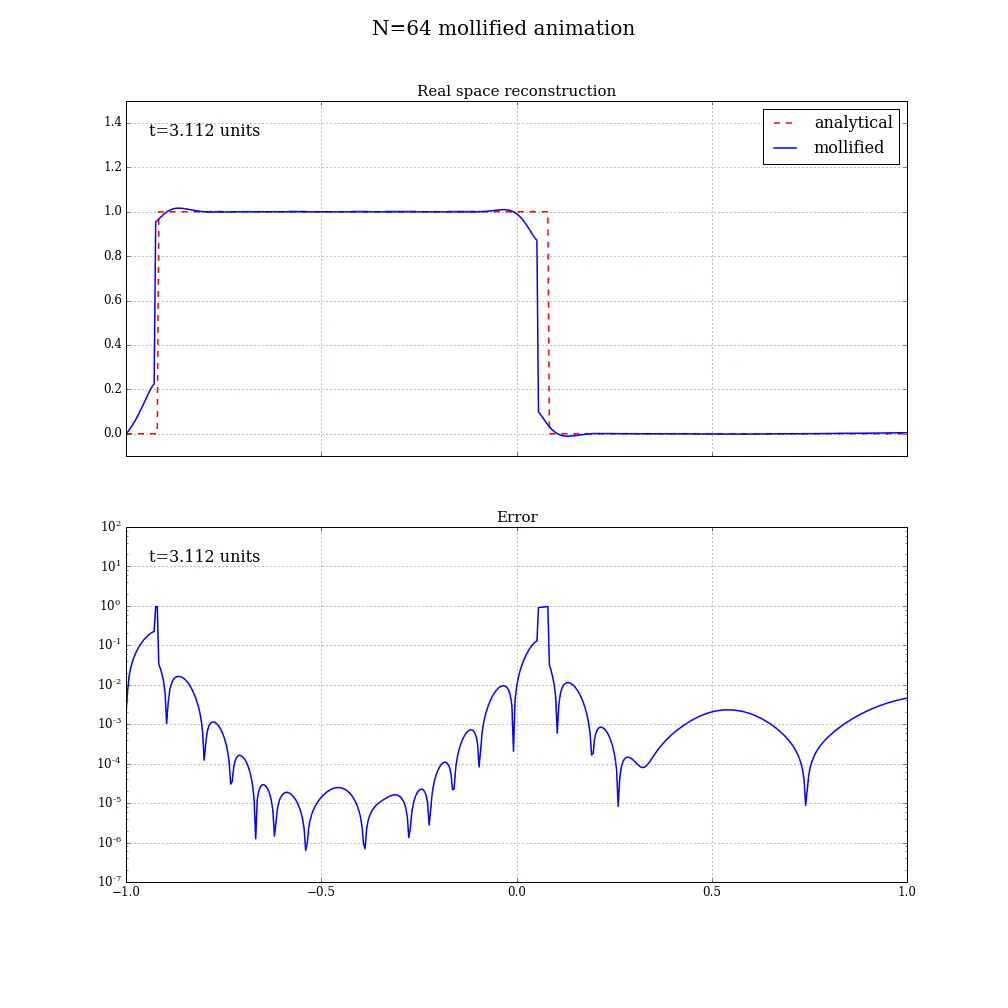 N=64 mollified animation
Real space reconstruction
t=3.112 units
analytical
mollified
1.4
1.2
1.0
0.8
0.6
0.4
0.2
0.0
Error
t=3.112 units
10²
10¹
10⁰
10⁻¹
10⁻²
10⁻³
10⁻⁴
10⁻⁵
10⁻⁶
10⁻⁷
−1.0 −0.5 0.0 0.5 1.0